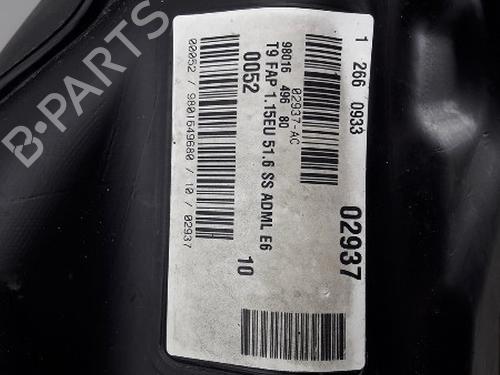 1 266 0933
02937
02937-AC
98016 496 80
T9 FAP 1.15EU 51.6 SS ADML E6
0052 10
00052 / 9801649680 / 10 / 02937
B-PARTS